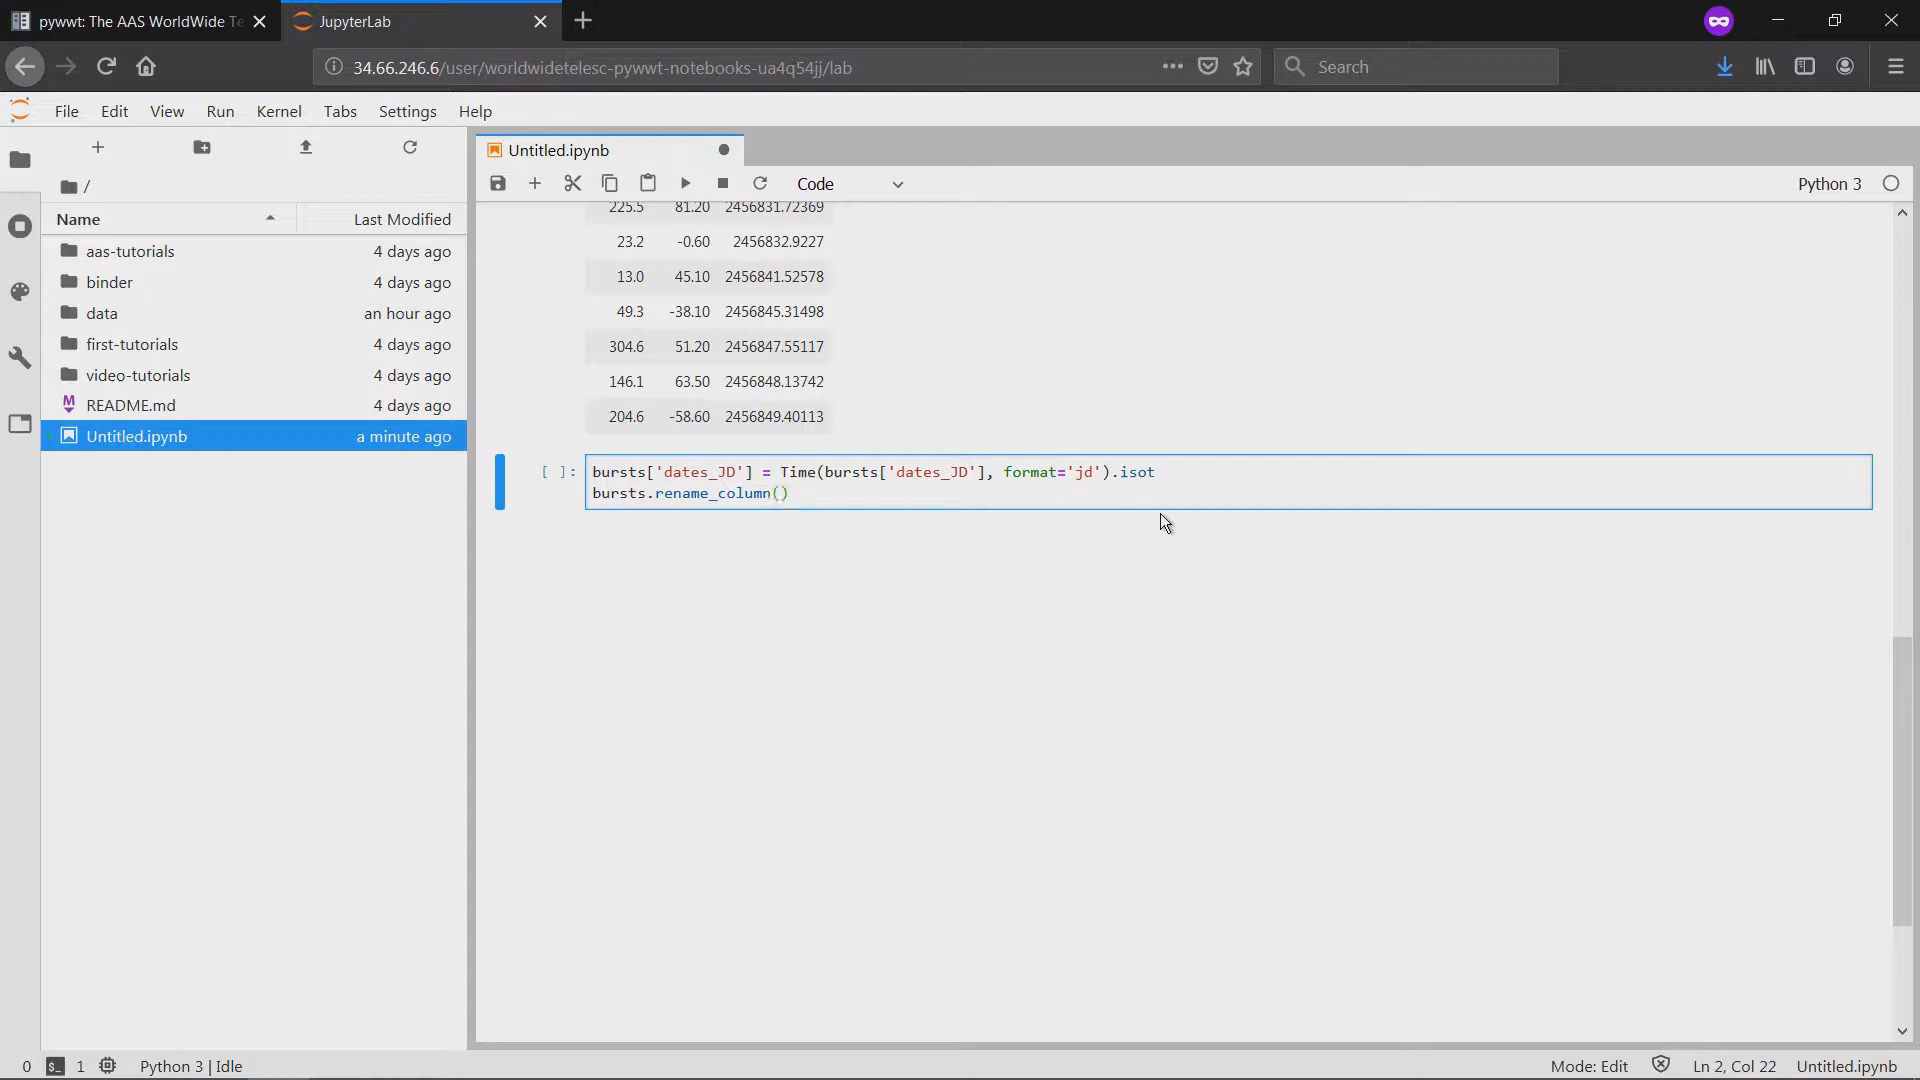 pywwt: The AAS WorldWide Te
JupyterLab
34.66.246.6/user/worldwidetelesc-pywwt-notebooks-ua4q54jj/lab
Search
File Edit View Run Kernel Tabs Settings Help
/
Name Last Modified
aas-tutorials 4 days ago
binder 4 days ago
data an hour ago
first-tutorials 4 days ago
video-tutorials 4 days ago
README.md 4 days ago
Untitled.ipynb a minute ago
Untitled.ipynb
Code
Python 3
225.5 81.20 2456831.72369
23.2 -0.60 2456832.9227
13.0 45.10 2456841.52578
49.3 -38.10 2456845.31498
304.6 51.20 2456847.55117
146.1 63.50 2456848.13742
204.6 -58.60 2456849.40113
[ ]:
bursts['dates_JD'] = Time(bursts['dates_JD'], format='jd').isot
bursts.rename_column()
0 $_ 1 Python 3 | Idle
Mode: Edit Ln 2, Col 22 Untitled.ipynb